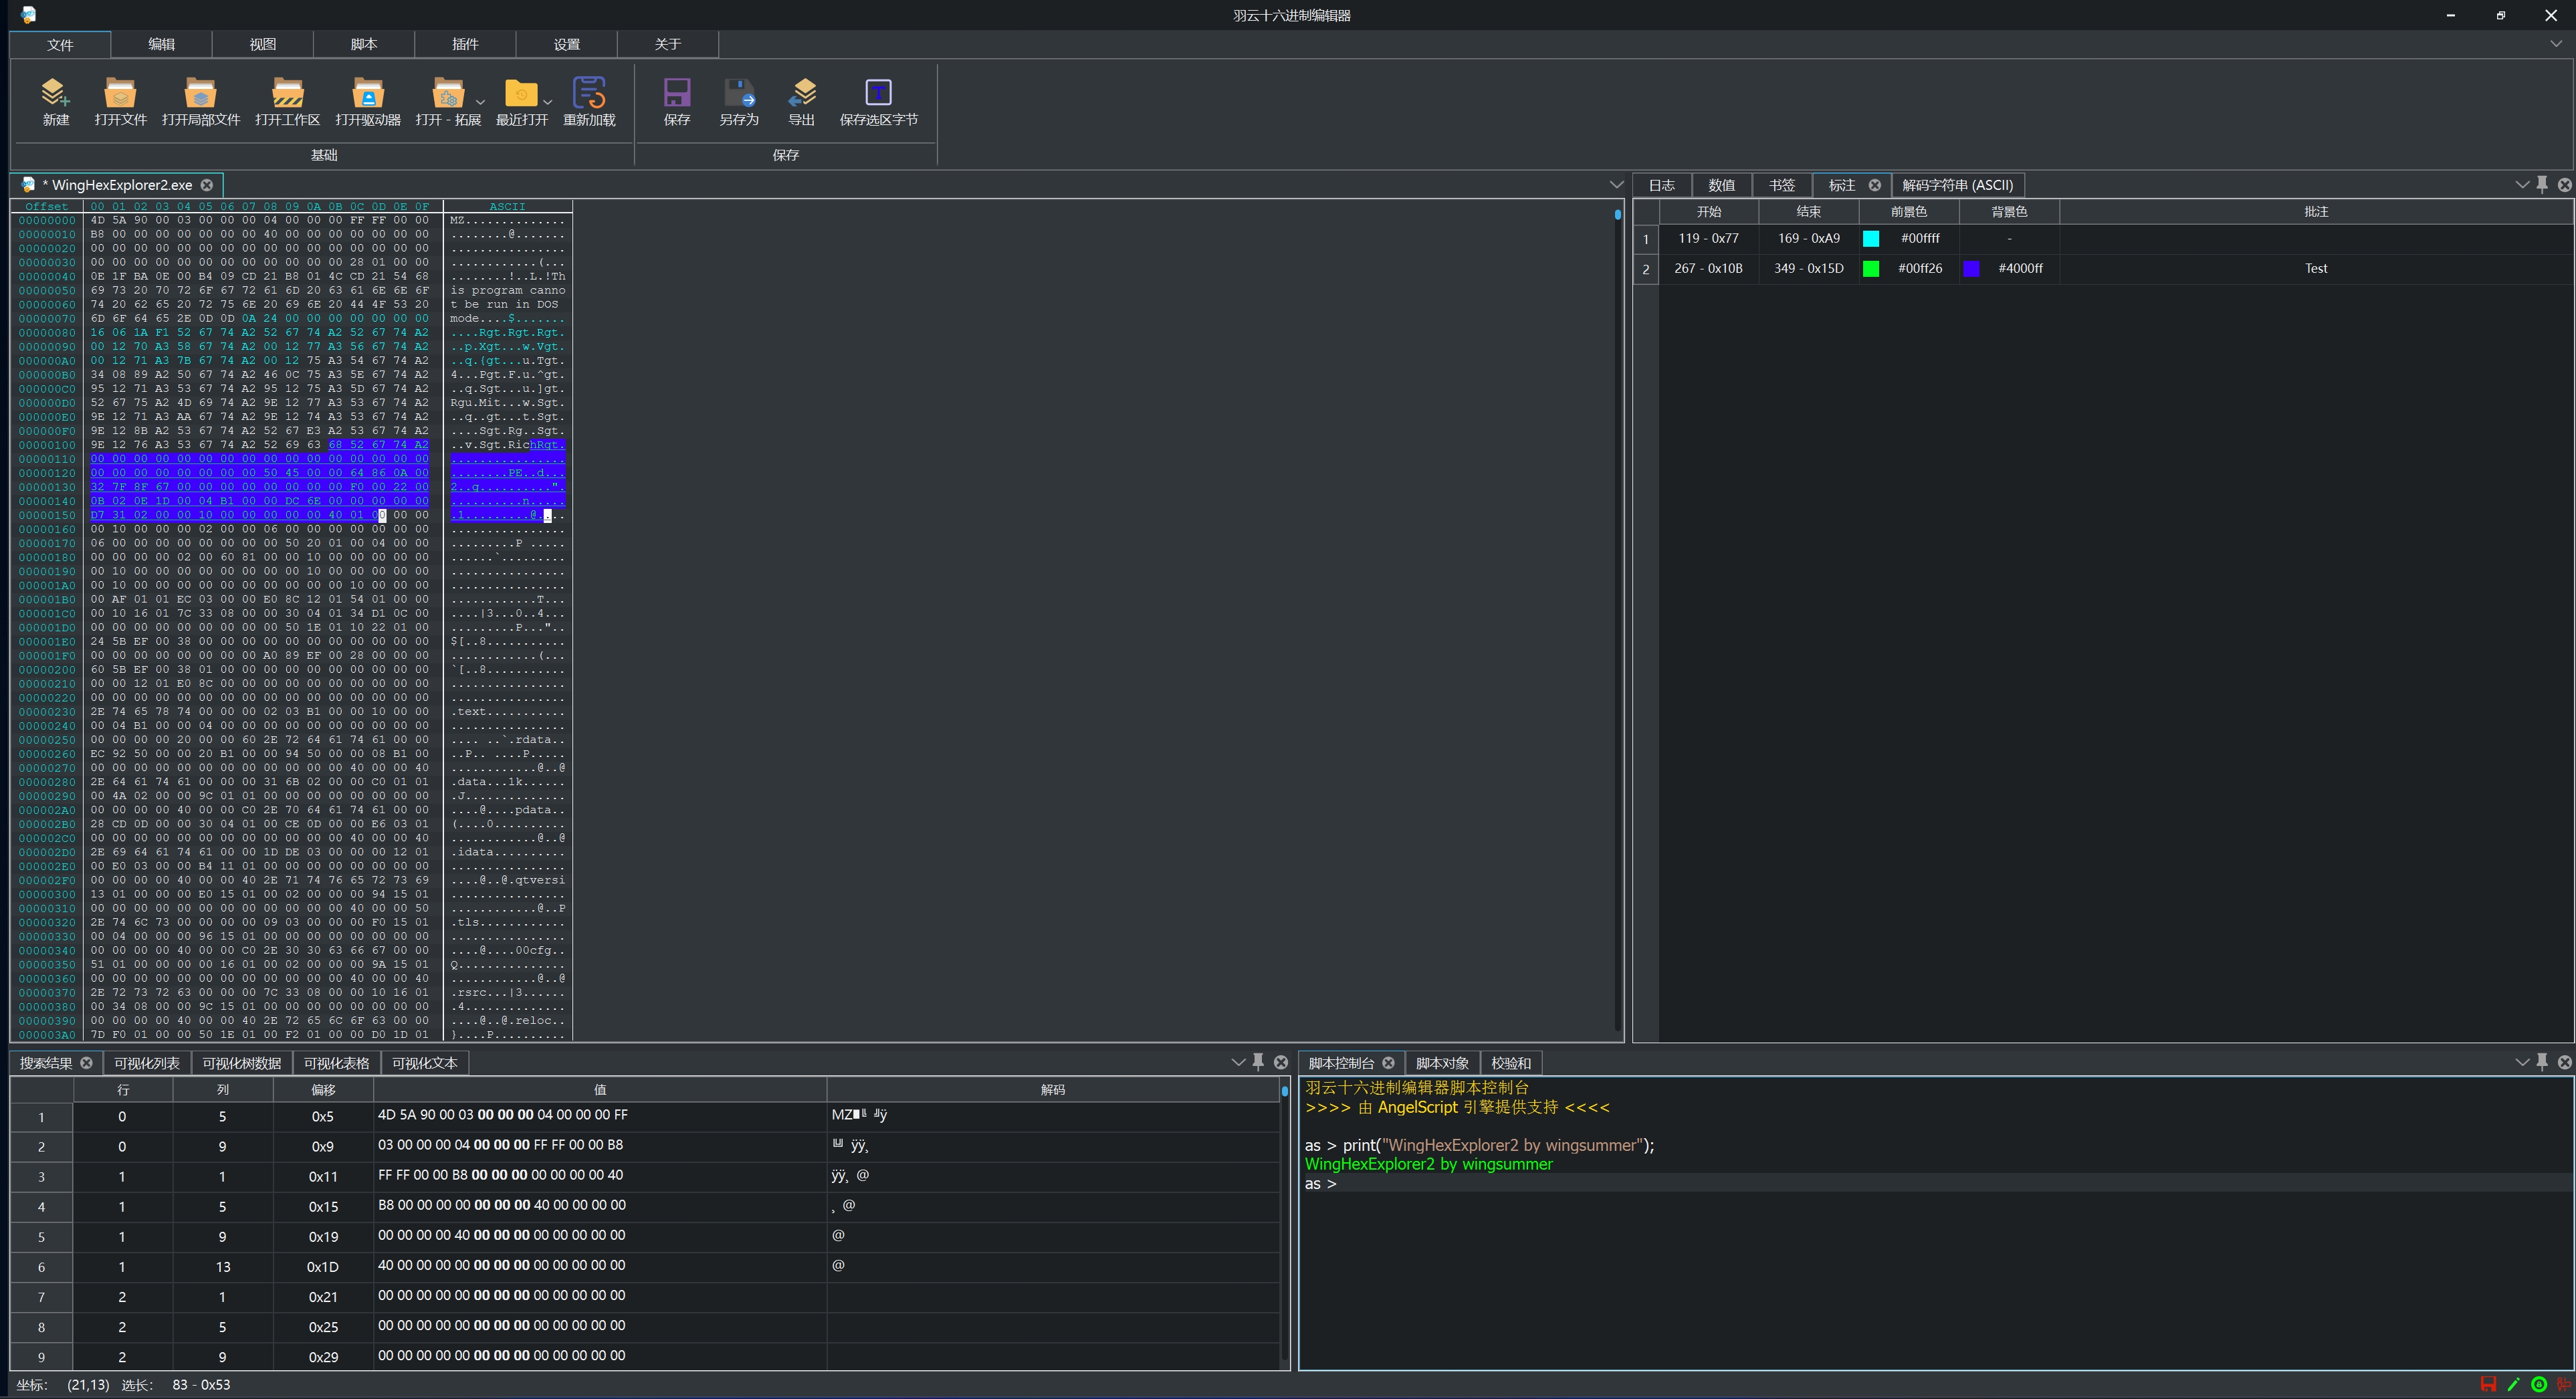 羽云十六进制编辑器
文件 编辑 视图 脚本 插件 设置 关于
新建 打开文件 打开局部文件 打开工作区 打开驱动器 打开 - 拓展 最近打开 重新加载 保存 另存为 导出 保存选区字节
基础 保存
* WingHexExplorer2.exe
Offset 00 01 02 03 04 05 06 07 08 09 0A 0B 0C 0D 0E 0F ASCII
00000000 4D 5A 90 00 03 00 00 00 04 00 00 00 FF FF 00 00 MZ..............
00000010 B8 00 00 00 00 00 00 00 40 00 00 00 00 00 00 00 ........@.......
00000020 00 00 00 00 00 00 00 00 00 00 00 00 00 00 00 00 ................
00000030 00 00 00 00 00 00 00 00 00 00 00 00 28 01 00 00 ............(...
00000040 0E 1F BA 0E 00 B4 09 CD 21 B8 01 4C CD 21 54 68 ........!..L.!Th
00000050 69 73 20 70 72 6F 67 72 61 6D 20 63 61 6E 6E 6F is program canno
00000060 74 20 62 65 20 72 75 6E 20 69 6E 20 44 4F 53 20 t be run in DOS
00000070 6D 6F 64 65 2E 0D 0D 0A 24 00 00 00 00 00 00 00 mode....$.......
00000080 16 06 1A F1 52 67 74 A2 52 67 74 A2 52 67 74 A2 ....Rgt.Rgt.Rgt.
00000090 00 12 70 A3 58 67 74 A2 00 12 77 A3 56 67 74 A2 ..p.Xgt...w.Vgt.
000000A0 00 12 71 A3 7B 67 74 A2 00 12 75 A3 54 67 74 A2 ..q.{gt...u.Tgt.
000000B0 34 08 89 A2 50 67 74 A2 46 0C 75 A3 5E 67 74 A2 4...Pgt.F.u.^gt.
000000C0 95 12 71 A3 53 67 74 A2 95 12 75 A3 5D 67 74 A2 ..q.Sgt...u.]gt.
000000D0 52 67 75 A2 4D 69 74 A2 9E 12 77 A3 53 67 74 A2 Rgu.Mit...w.Sgt.
000000E0 9E 12 71 A3 AA 67 74 A2 9E 12 74 A3 53 67 74 A2 ..q..gt...t.Sgt.
000000F0 9E 12 8B A2 53 67 74 A2 52 67 E3 A2 53 67 74 A2 ....Sgt.Rg..Sgt.
00000100 9E 12 76 A3 53 67 74 A2 52 69 63 68 52 67 74 A2 ..v.Sgt.RichRgt.
00000110 00 00 00 00 00 00 00 00 00 00 00 00 00 00 00 00 ................
00000120 00 00 00 00 00 00 00 00 50 45 00 00 64 86 0A 00 ........PE..d...
00000130 32 7F 8F 67 00 00 00 00 00 00 00 00 F0 00 22 00 2..g..........".
00000140 0B 02 0E 1D 00 04 B1 00 00 DC 6E 00 00 00 00 00 ..........n.....
00000150 D7 31 02 00 00 10 00 00 00 00 00 40 01 00 00 00 .1.........@....
00000160 00 10 00 00 00 02 00 00 06 00 00 00 00 00 00 00 ................
00000170 06 00 00 00 00 00 00 00 00 50 20 01 00 04 00 00 .........P .....
00000180 00 00 00 00 02 00 60 81 00 00 10 00 00 00 00 00 ......`.........
00000190 00 10 00 00 00 00 00 00 00 00 10 00 00 00 00 00 ................
000001A0 00 10 00 00 00 00 00 00 00 00 00 00 10 00 00 00 ................
000001B0 00 AF 01 01 EC 03 00 00 E0 8C 12 01 54 01 00 00 ............T...
000001C0 00 10 16 01 7C 33 08 00 00 30 04 01 34 D1 0C 00 ....|3...0..4...
000001D0 00 00 00 00 00 00 00 00 00 50 1E 01 10 22 01 00 .........P..."..
000001E0 24 5B EF 00 38 00 00 00 00 00 00 00 00 00 00 00 $[..8...........
000001F0 00 00 00 00 00 00 00 00 A0 89 EF 00 28 00 00 00 ............(...
00000200 60 5B EF 00 38 01 00 00 00 00 00 00 00 00 00 00 `[..8...........
00000210 00 00 12 01 E0 8C 00 00 00 00 00 00 00 00 00 00 ................
00000220 00 00 00 00 00 00 00 00 00 00 00 00 00 00 00 00 ................
00000230 2E 74 65 78 74 00 00 00 02 03 B1 00 00 10 00 00 .text...........
00000240 00 04 B1 00 00 04 00 00 00 00 00 00 00 00 00 00 ................
00000250 00 00 00 00 20 00 00 60 2E 72 64 61 74 61 00 00 .... ..`.rdata..
00000260 EC 92 50 00 00 20 B1 00 00 94 50 00 00 08 B1 00 ..P.. ....P.....
00000270 00 00 00 00 00 00 00 00 00 00 00 00 40 00 00 40 ............@..@
00000280 2E 64 61 74 61 00 00 00 31 6B 02 00 00 C0 01 01 .data...1k......
00000290 00 4A 02 00 00 9C 01 01 00 00 00 00 00 00 00 00 .J..............
000002A0 00 00 00 00 40 00 00 C0 2E 70 64 61 74 61 00 00 ....@....pdata..
000002B0 28 CD 0D 00 00 30 04 01 00 CE 0D 00 00 E6 03 01 (....0..........
000002C0 00 00 00 00 00 00 00 00 00 00 00 00 40 00 00 40 ............@..@
000002D0 2E 69 64 61 74 61 00 00 1D DE 03 00 00 00 12 01 .idata..........
000002E0 00 E0 03 00 00 B4 11 01 00 00 00 00 00 00 00 00 ................
000002F0 00 00 00 00 40 00 00 40 2E 71 74 76 65 72 73 69 ....@..@.qtversi
00000300 13 01 00 00 00 E0 15 01 00 02 00 00 00 94 15 01 ................
00000310 00 00 00 00 00 00 00 00 00 00 00 00 40 00 00 50 ............@..P
00000320 2E 74 6C 73 00 00 00 00 09 03 00 00 00 F0 15 01 .tls............
00000330 00 04 00 00 00 96 15 01 00 00 00 00 00 00 00 00 ................
00000340 00 00 00 00 40 00 00 C0 2E 30 30 63 66 67 00 00 ....@....00cfg..
00000350 51 01 00 00 00 00 16 01 00 02 00 00 00 9A 15 01 Q...............
00000360 00 00 00 00 00 00 00 00 00 00 00 00 40 00 00 40 ............@..@
00000370 2E 72 73 72 63 00 00 00 7C 33 08 00 00 10 16 01 .rsrc...|3......
00000380 00 34 08 00 00 9C 15 01 00 00 00 00 00 00 00 00 .4..............
00000390 00 00 00 00 40 00 00 40 2E 72 65 6C 6F 63 00 00 ....@..@.reloc..
000003A0 7D F0 01 00 00 50 1E 01 00 F2 01 00 00 D0 1D 01 }....P..........
日志 数值 书签 标注 解码字符串 (ASCII)
开始 结束 前景色 背景色 批注
1 119 - 0x77 169 - 0xA9 #00ffff -
2 267 - 0x10B 349 - 0x15D #00ff26 #4000ff Test
搜索结果 可视化列表 可视化树数据 可视化表格 可视化文本
行 列 偏移 值 解码
1 0 5 0x5 4D 5A 90 00 03 00 00 00 04 00 00 00 FF MZ ÿ
2 0 9 0x9 03 00 00 00 04 00 00 00 FF FF 00 00 B8 ÿÿ¸
3 1 1 0x11 FF FF 00 00 B8 00 00 00 00 00 00 00 40 ÿÿ¸ @
4 1 5 0x15 B8 00 00 00 00 00 00 00 40 00 00 00 00 ¸ @
5 1 9 0x19 00 00 00 00 40 00 00 00 00 00 00 00 00 @
6 1 13 0x1D 40 00 00 00 00 00 00 00 00 00 00 00 00 @
7 2 1 0x21 00 00 00 00 00 00 00 00 00 00 00 00 00
8 2 5 0x25 00 00 00 00 00 00 00 00 00 00 00 00 00
9 2 9 0x29 00 00 00 00 00 00 00 00 00 00 00 00 00
脚本控制台 脚本对象 校验和
羽云十六进制编辑器脚本控制台
>>>> 由 AngelScript 引擎提供支持 <<<<
as > print("WingHexExplorer2 by wingsummer");
WingHexExplorer2 by wingsummer
as >
坐标： (21,13) 选长： 83 - 0x53